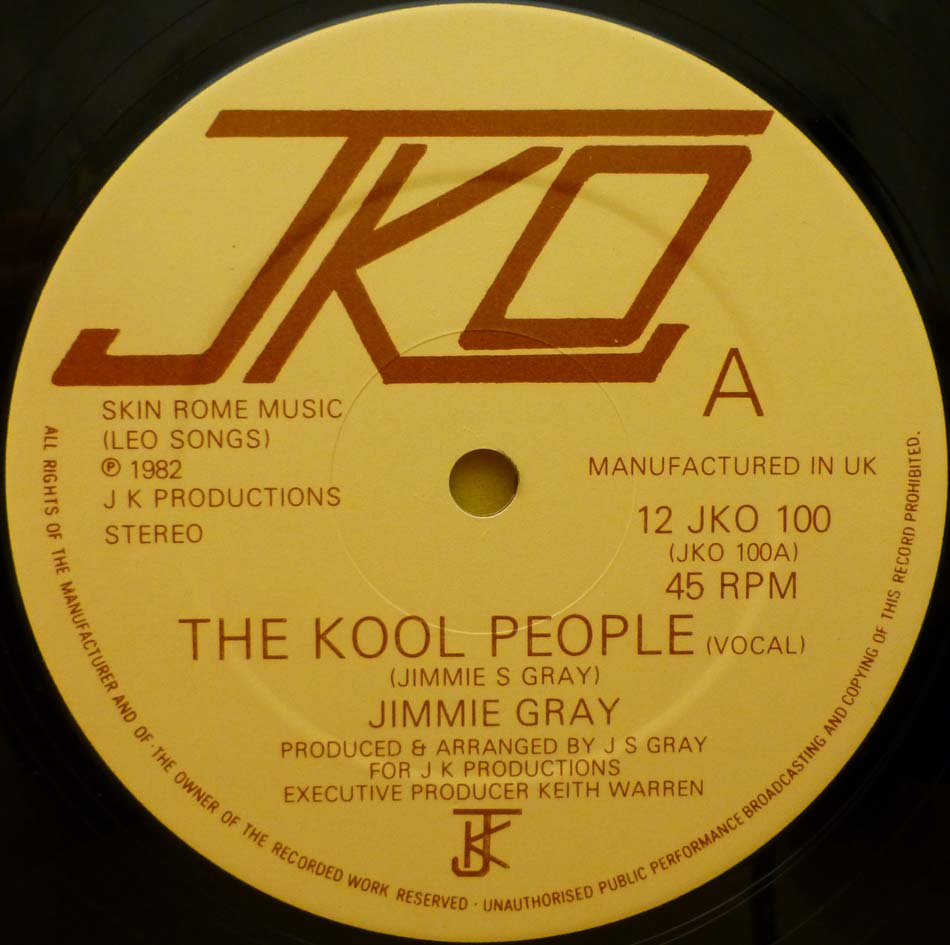 JKO
A
SKIN ROME MUSIC
(LEO SONGS)
℗ 1982
J K PRODUCTIONS
STEREO
MANUFACTURED IN UK
12 JKO 100
(JKO 100A)
45 RPM
THE KOOL PEOPLE (VOCAL)
(JIMMIE S GRAY)
JIMMIE GRAY
PRODUCED & ARRANGED BY J S GRAY
FOR J K PRODUCTIONS
EXECUTIVE PRODUCER KEITH WARREN
JK
ALL RIGHTS OF THE MANUFACTURER AND OF · THE OWNER OF THE RECORDED WORK RESERVED · UNAUTHORISED PUBLIC PERFORMANCE BROADCASTING AND COPYING OF THIS RECORD PROHIBITED.